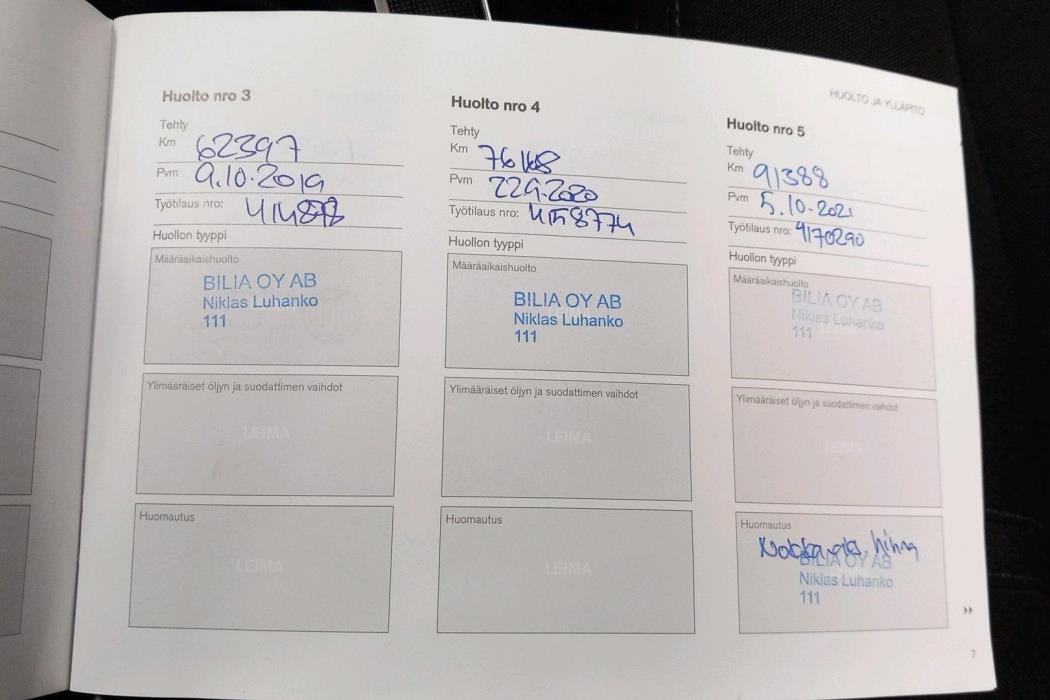 HUOLTO JA YLLÄPITO
Huolto nro 3
Tehty
Km 62397
Pvm 9.10.2019
Työtilaus nro:
Huollon tyyppi
Määräaikaishuolto
BILIA OY AB
Niklas Luhanko
111
Ylimääräiset öljyn ja suodattimen vaihdot
LEIMA
Huomautus
LEIMA
Huolto nro 4
Tehty
Km 76168
Pvm 22.9.2020
Työtilaus nro: 4158774
Huollon tyyppi
Määräaikaishuolto
BILIA OY AB
Niklas Luhanko
111
Ylimääräiset öljyn ja suodattimen vaihdot
LEIMA
Huomautus
LEIMA
Huolto nro 5
Tehty
Km 91388
Pvm 5.10.2021
Työtilaus nro: 4170290
Huollon tyyppi
Määräaikaishuolto
BILIA OY AB
Niklas Luhanko
111
Ylimääräiset öljyn ja suodattimen vaihdot
LEIMA
Huomautus
hihna
BILIA OY AB
Niklas Luhanko
111
7